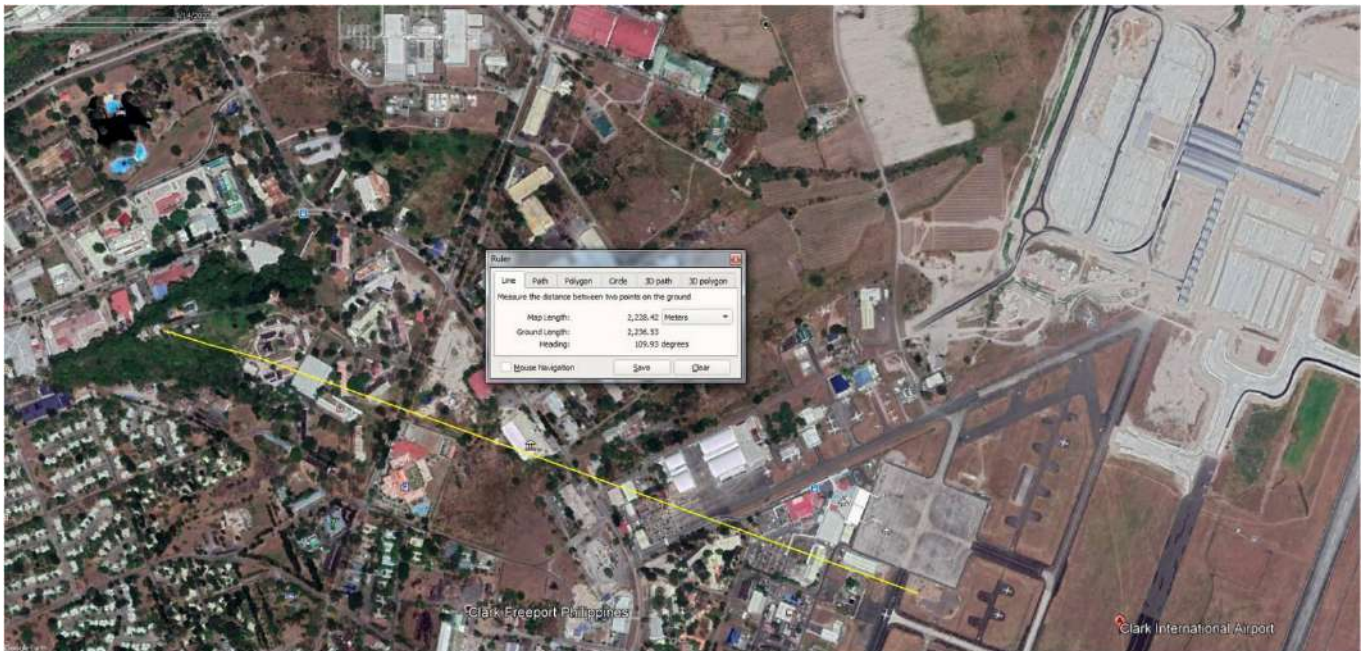 Ruler
Line Path Polygon Circle 3D path 3D polygon
Measure the distance between two points on the ground
Map Length: 2,228.42 Meters
Ground Length: 2,236.53
Heading: 109.93 degrees
Mouse Navigation Save Clear
Clark Freeport Philippines
Clark International Airport